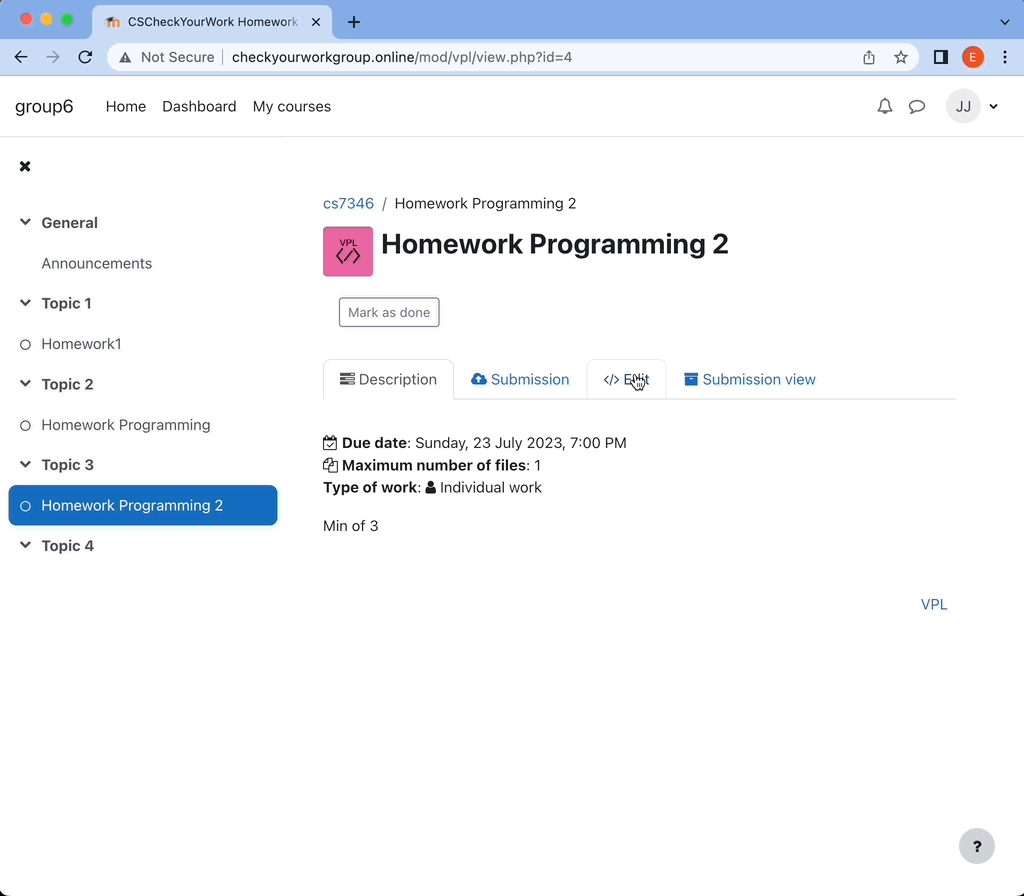 CSCheckYourWork Homework
Not Secure | checkyourworkgroup.online/mod/vpl/view.php?id=4
E
group6 Home Dashboard My courses
JJ
General
Announcements
Topic 1
Homework1
Topic 2
Homework Programming
Topic 3
Homework Programming 2
Topic 4
cs7346 / Homework Programming 2
VPL
Homework Programming 2
Mark as done
Description Submission </> Edit Submission view
Due date: Sunday, 23 July 2023, 7:00 PM
Maximum number of files: 1
Type of work: Individual work
Min of 3
VPL
?